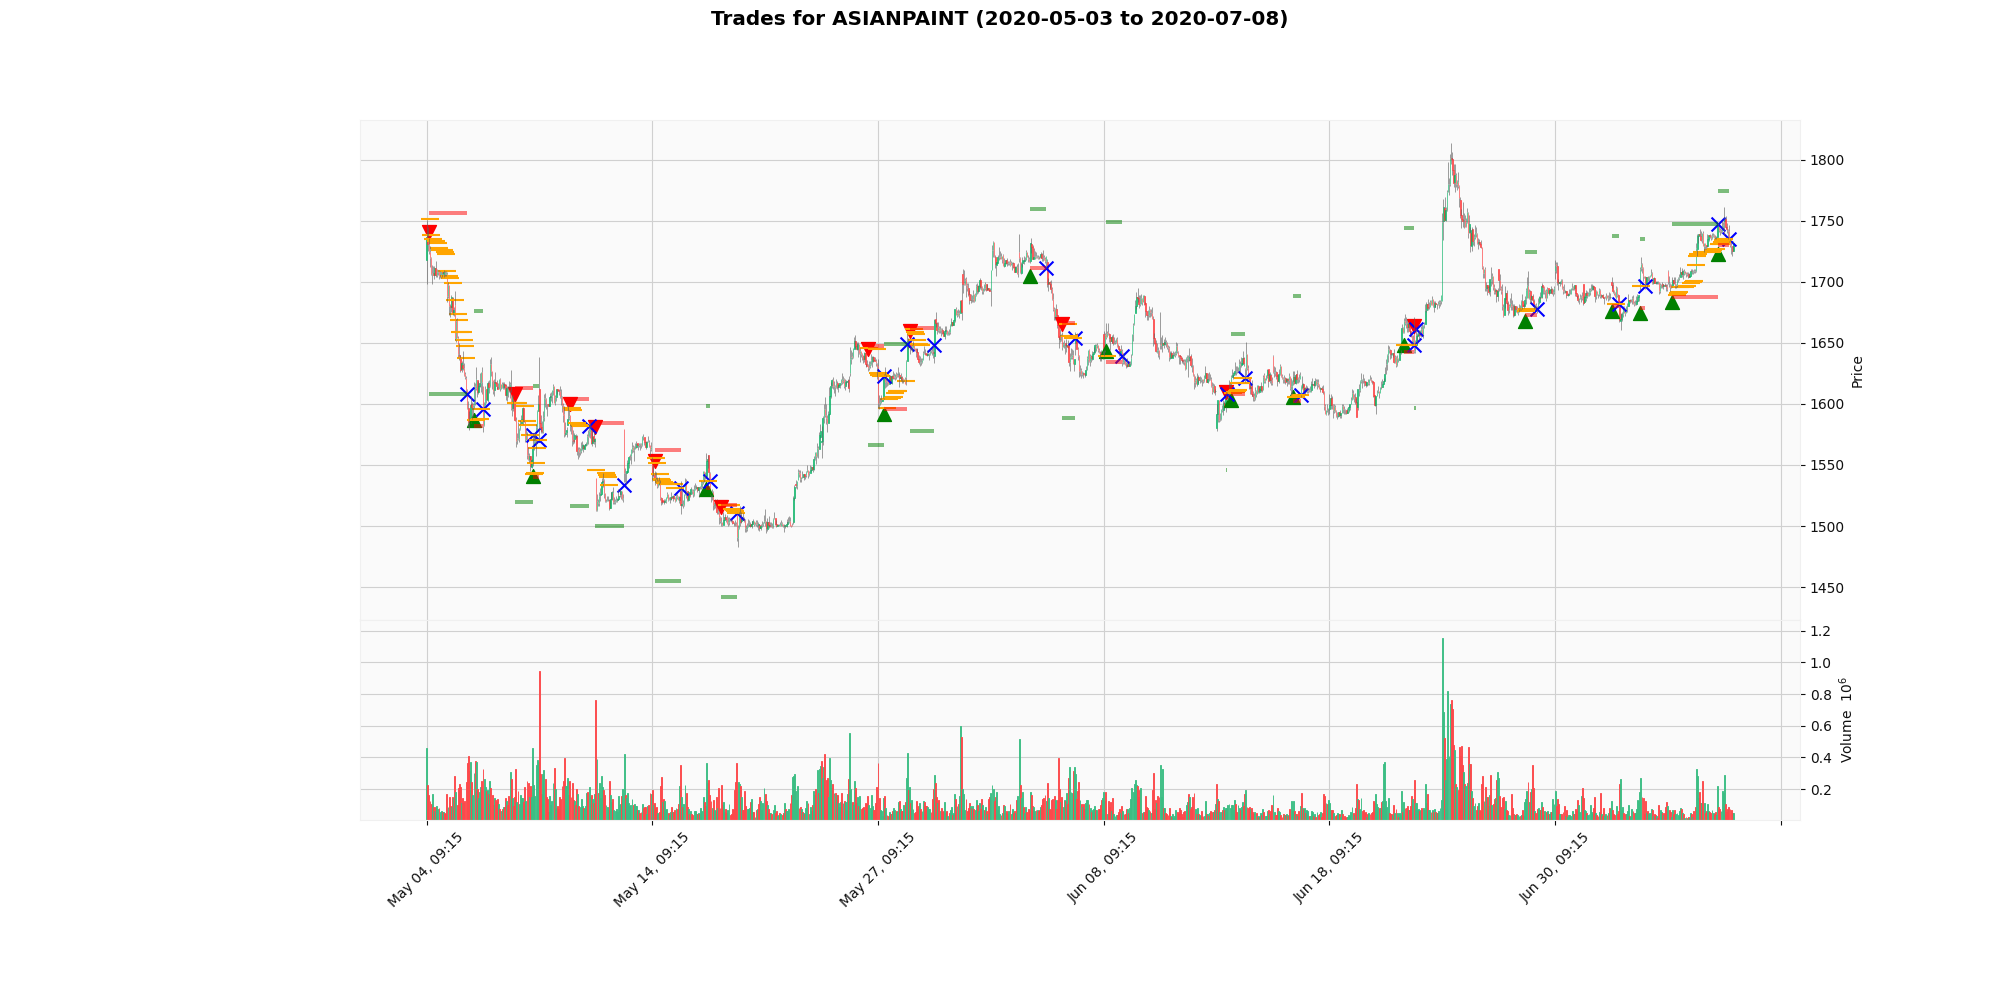 Trades for ASIANPAINT (2020-05-03 to 2020-07-08)
1800
1750
1700
1650
1600
1550
1500
1450
Price
1.2
1.0
0.8
0.6
0.4
0.2
Volume 10⁶
May 04, 09:15
May 14, 09:15
May 27, 09:15
Jun 08, 09:15
Jun 18, 09:15
Jun 30, 09:15